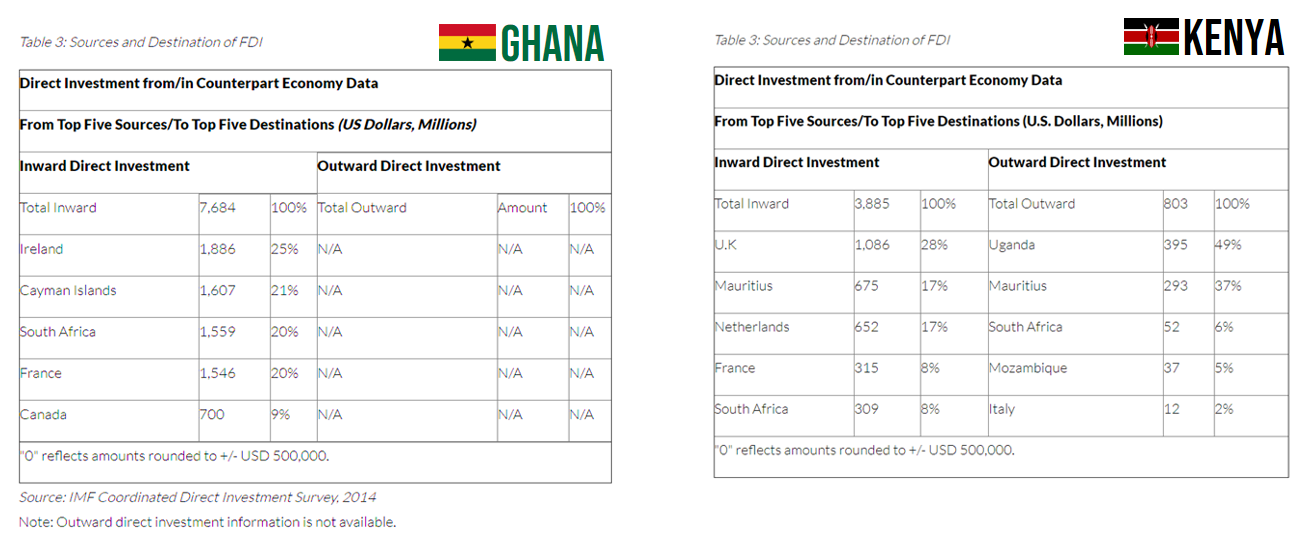 Table 3: Sources and Destination of FDI
GHANA
Direct Investment from/in Counterpart Economy Data
From Top Five Sources/To Top Five Destinations (US Dollars, Millions)
Inward Direct Investment Outward Direct Investment
Total Inward 7,684 100% Total Outward Amount 100%
Ireland 1,886 25% N/A N/A N/A
Cayman Islands 1,607 21% N/A N/A N/A
South Africa 1,559 20% N/A N/A N/A
France 1,546 20% N/A N/A N/A
Canada 700 9% N/A N/A N/A
"0" reflects amounts rounded to +/- USD 500,000.
Source: IMF Coordinated Direct Investment Survey, 2014
Note: Outward direct investment information is not available.
Table 3: Sources and Destination of FDI
KENYA
Direct Investment from/in Counterpart Economy Data
From Top Five Sources/To Top Five Destinations (U.S. Dollars, Millions)
Inward Direct Investment Outward Direct Investment
Total Inward 3,885 100% Total Outward 803 100%
U.K 1,086 28% Uganda 395 49%
Mauritius 675 17% Mauritius 293 37%
Netherlands 652 17% South Africa 52 6%
France 315 8% Mozambique 37 5%
South Africa 309 8% Italy 12 2%
"0" reflects amounts rounded to +/- USD 500,000.